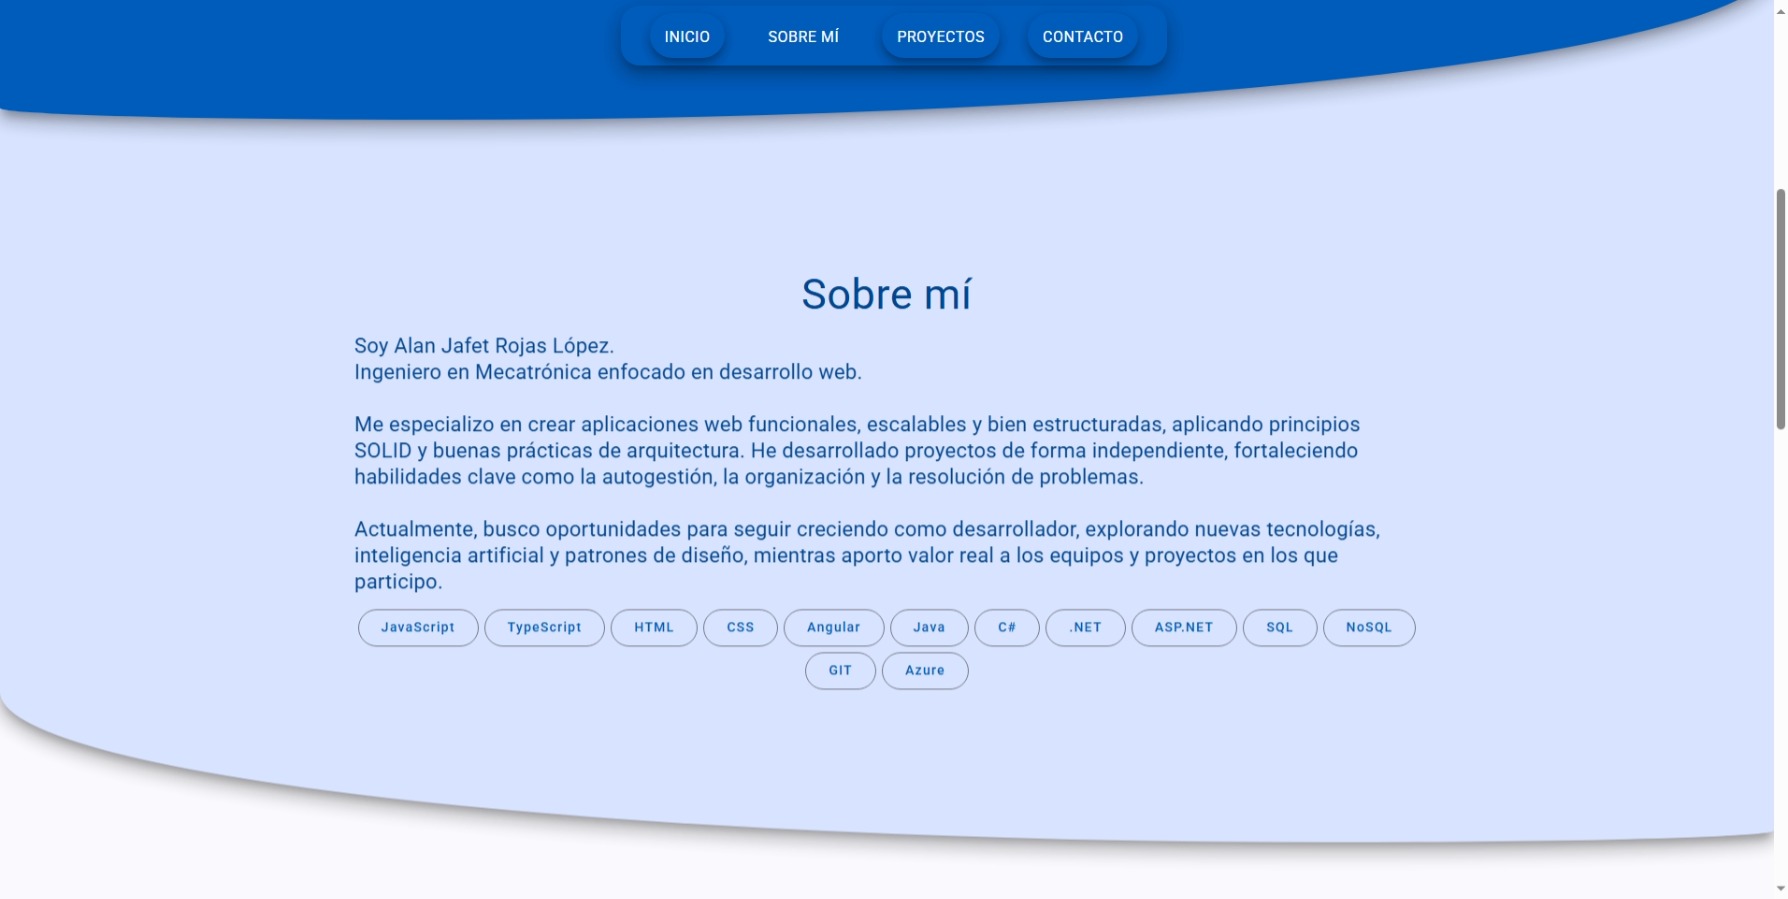 INICIO SOBRE MÍ PROYECTOS CONTACTO
Sobre mí
Soy Alan Jafet Rojas López.
Ingeniero en Mecatrónica enfocado en desarrollo web.
Me especializo en crear aplicaciones web funcionales, escalables y bien estructuradas, aplicando principios
SOLID y buenas prácticas de arquitectura. He desarrollado proyectos de forma independiente, fortaleciendo
habilidades clave como la autogestión, la organización y la resolución de problemas.
Actualmente, busco oportunidades para seguir creciendo como desarrollador, explorando nuevas tecnologías,
inteligencia artificial y patrones de diseño, mientras aporto valor real a los equipos y proyectos en los que
participo.
JavaScript TypeScript HTML CSS Angular Java C# .NET ASP.NET SQL NoSQL
GIT Azure